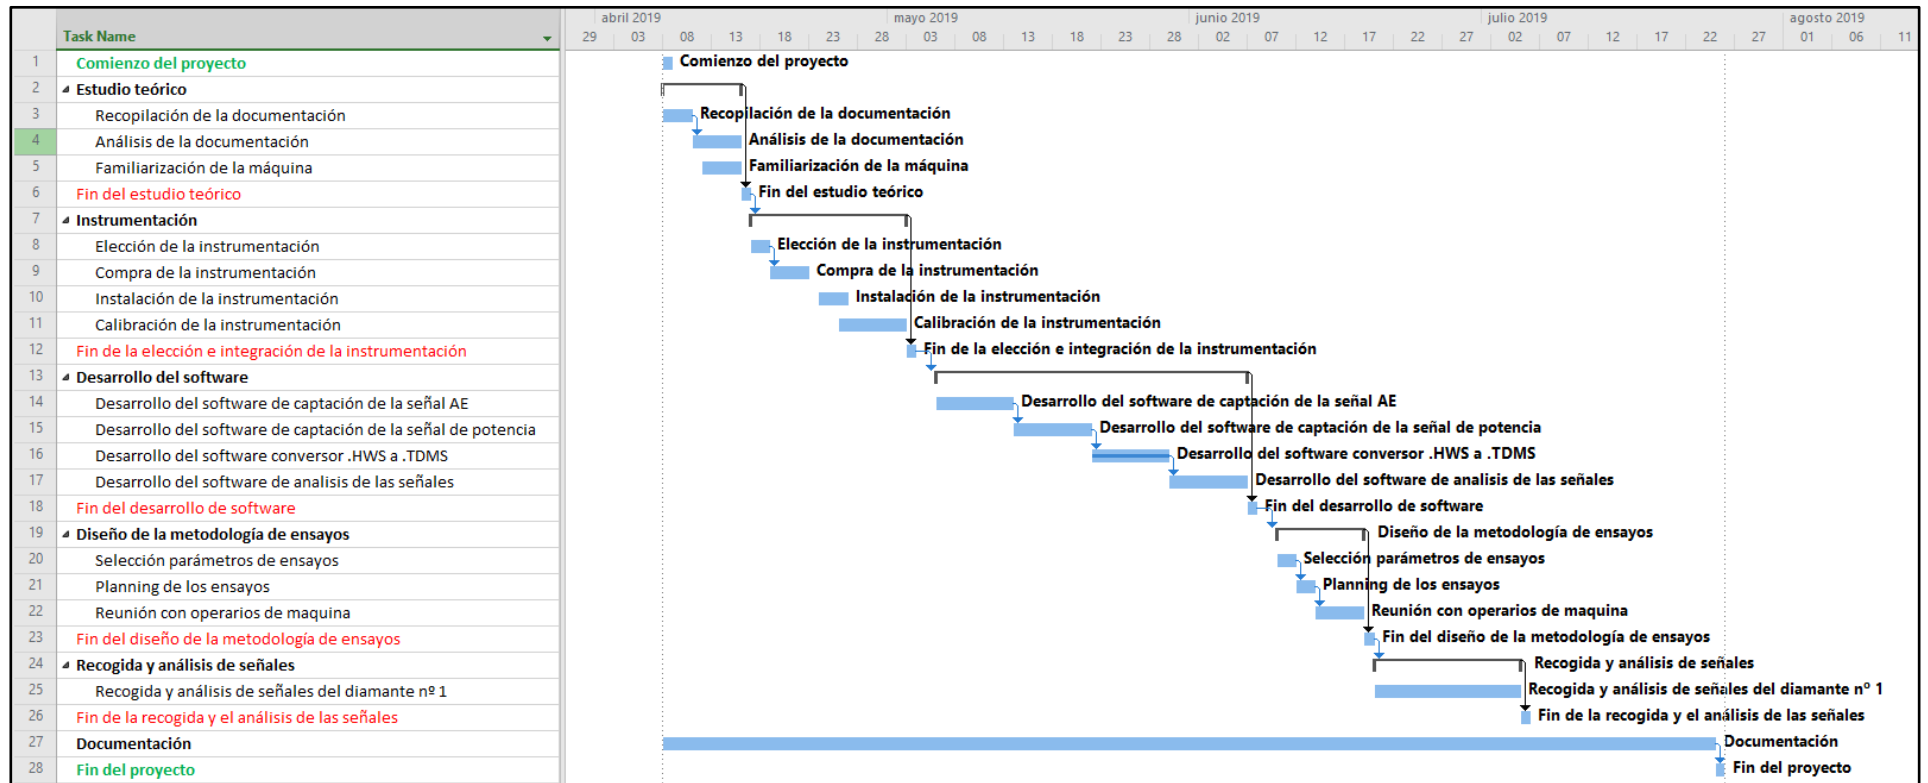 abril 2019 mayo 2019 junio 2019 julio 2019 agosto 2019
Task Name 29 03 08 13 18 23 28 03 08 13 18 23 28 02 07 12 17 22 27 02 07 12 17 22 27 01 06 11
1 Comienzo del proyecto Comienzo del proyecto
2 Estudio teórico
3 Recopilación de la documentación Recopilación de la documentación
4 Análisis de la documentación Análisis de la documentación
5 Familiarización de la máquina Familiarización de la máquina
6 Fin del estudio teórico Fin del estudio teórico
7 Instrumentación
8 Elección de la instrumentación Elección de la instrumentación
9 Compra de la instrumentación Compra de la instrumentación
10 Instalación de la instrumentación Instalación de la instrumentación
11 Calibración de la instrumentación Calibración de la instrumentación
12 Fin de la elección e integración de la instrumentación Fin de la elección e integración de la instrumentación
13 Desarrollo del software
14 Desarrollo del software de captación de la señal AE Desarrollo del software de captación de la señal AE
15 Desarrollo del software de captación de la señal de potencia Desarrollo del software de captación de la señal de potencia
16 Desarrollo del software conversor .HWS a .TDMS Desarrollo del software conversor .HWS a .TDMS
17 Desarrollo del software de analisis de las señales Desarrollo del software de analisis de las señales
18 Fin del desarrollo de software Fin del desarrollo de software
19 Diseño de la metodología de ensayos Diseño de la metodología de ensayos
20 Selección parámetros de ensayos Selección parámetros de ensayos
21 Planning de los ensayos Planning de los ensayos
22 Reunión con operarios de maquina Reunión con operarios de maquina
23 Fin del diseño de la metodología de ensayos Fin del diseño de la metodología de ensayos
24 Recogida y análisis de señales Recogida y análisis de señales
25 Recogida y análisis de señales del diamante nº 1 Recogida y análisis de señales del diamante nº 1
26 Fin de la recogida y el análisis de las señales Fin de la recogida y el análisis de las señales
27 Documentación Documentación
28 Fin del proyecto Fin del proyecto